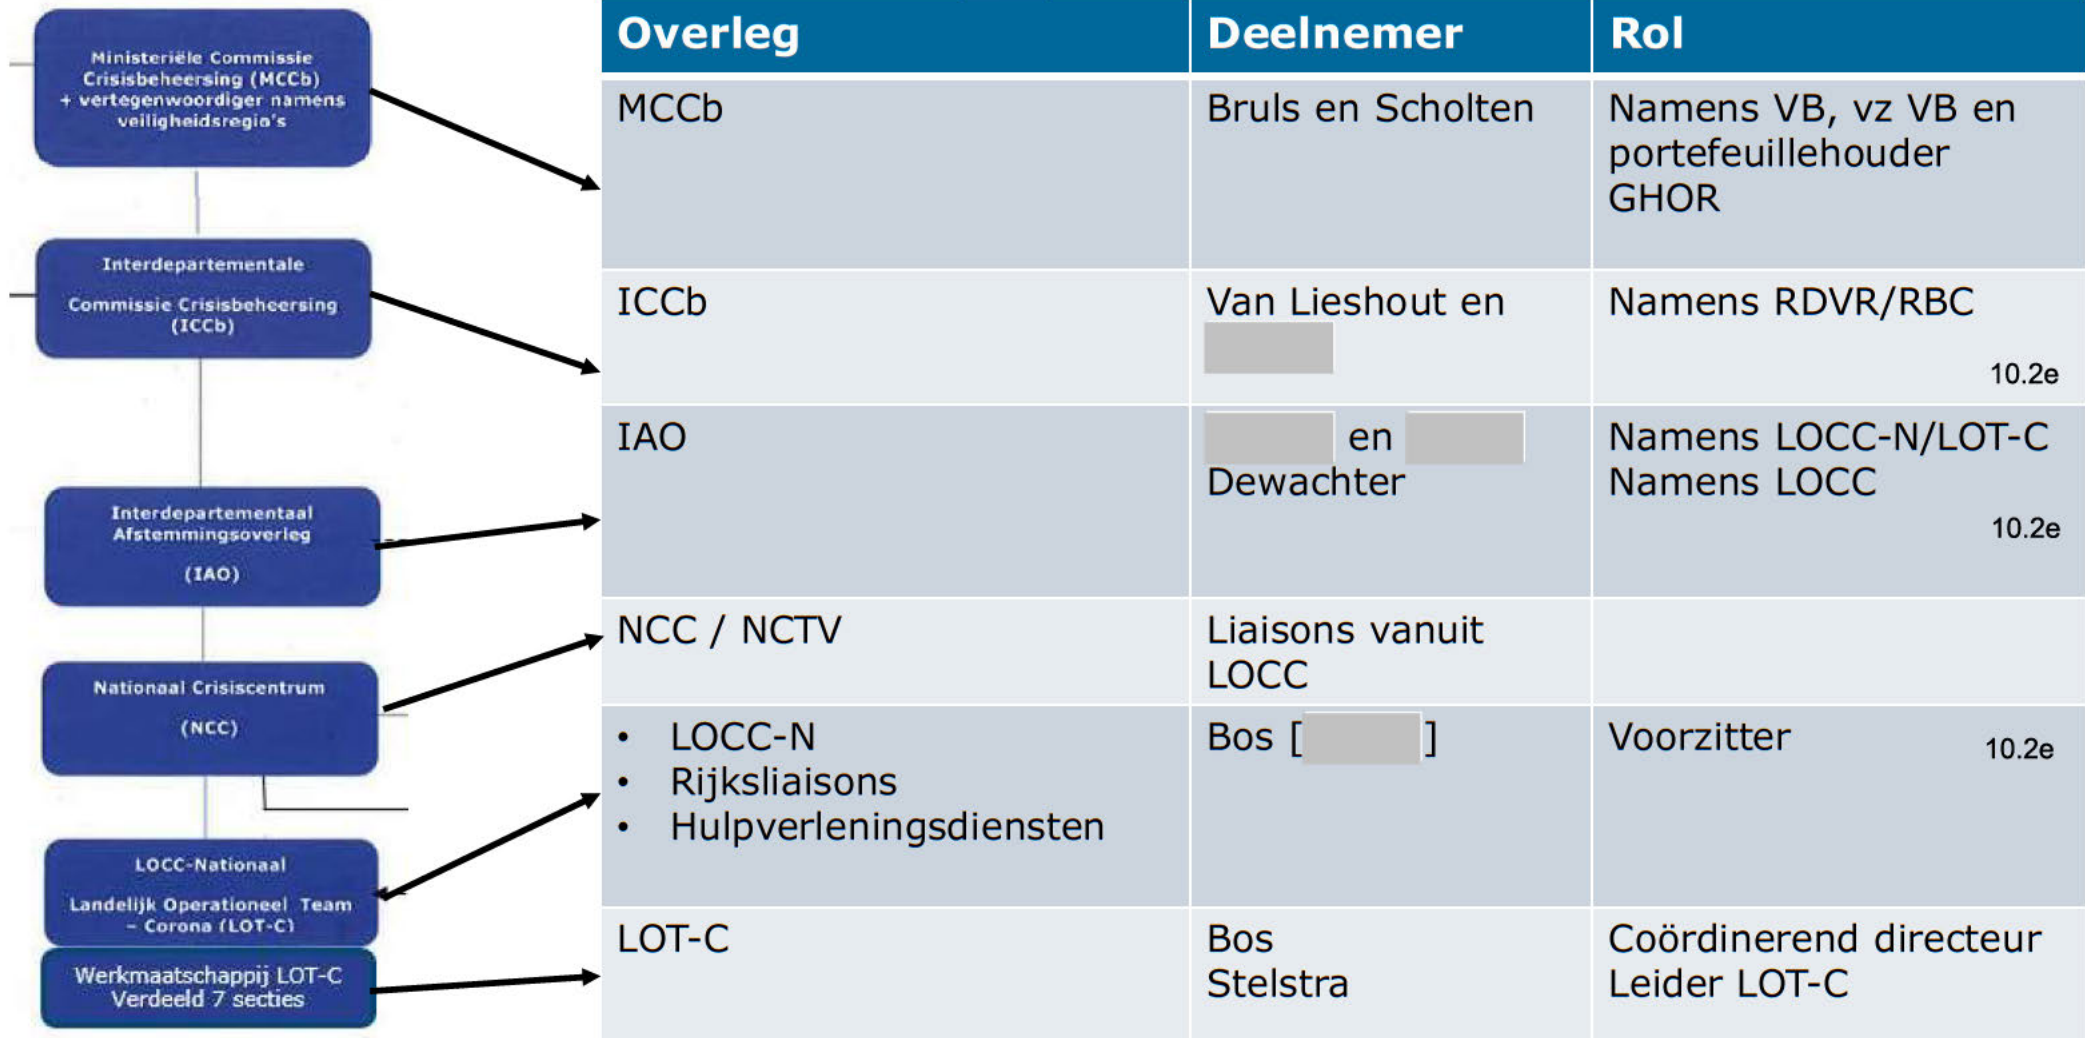 Ministeriële Commissie
Crisisbeheersing (MCCb)
+ vertegenwoordiger namens
veiligheidsregio's
Interdepartementale
Commissie Crisisbeheersing
(ICCb)
Interdepartementaal
Afstemmingsoverleg
(IAO)
Nationaal Crisiscentrum
(NCC)
LOCC-Nationaal
Landelijk Operationeel Team
– Corona (LOT-C)
Werkmaatschappij LOT-C
Verdeeld 7 secties
Overleg Deelnemer Rol
MCCb Bruls en Scholten Namens VB, vz VB en
portefeuillehouder
GHOR
ICCb Van Lieshout en Namens RDVR/RBC
10.2e
IAO en Namens LOCC-N/LOT-C
Dewachter Namens LOCC
10.2e
NCC / NCTV Liaisons vanuit
LOCC
• LOCC-N Bos [ ] Voorzitter 10.2e
• Rijksliaisons
• Hulpverleningsdiensten
LOT-C Bos Coördinerend directeur
Stelstra Leider LOT-C